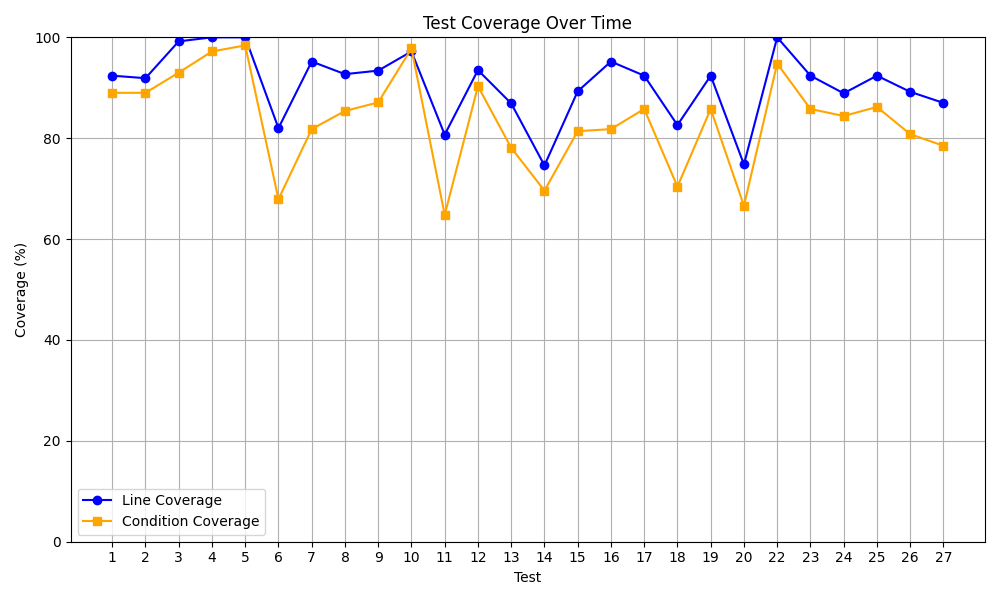 Test Coverage Over Time
Coverage (%)
100
80
60
40
20
0
Line Coverage
Condition Coverage
1 2 3 4 5 6 7 8 9 10 11 12 13 14 15 16 17 18 19 20 22 23 24 25 26 27
Test